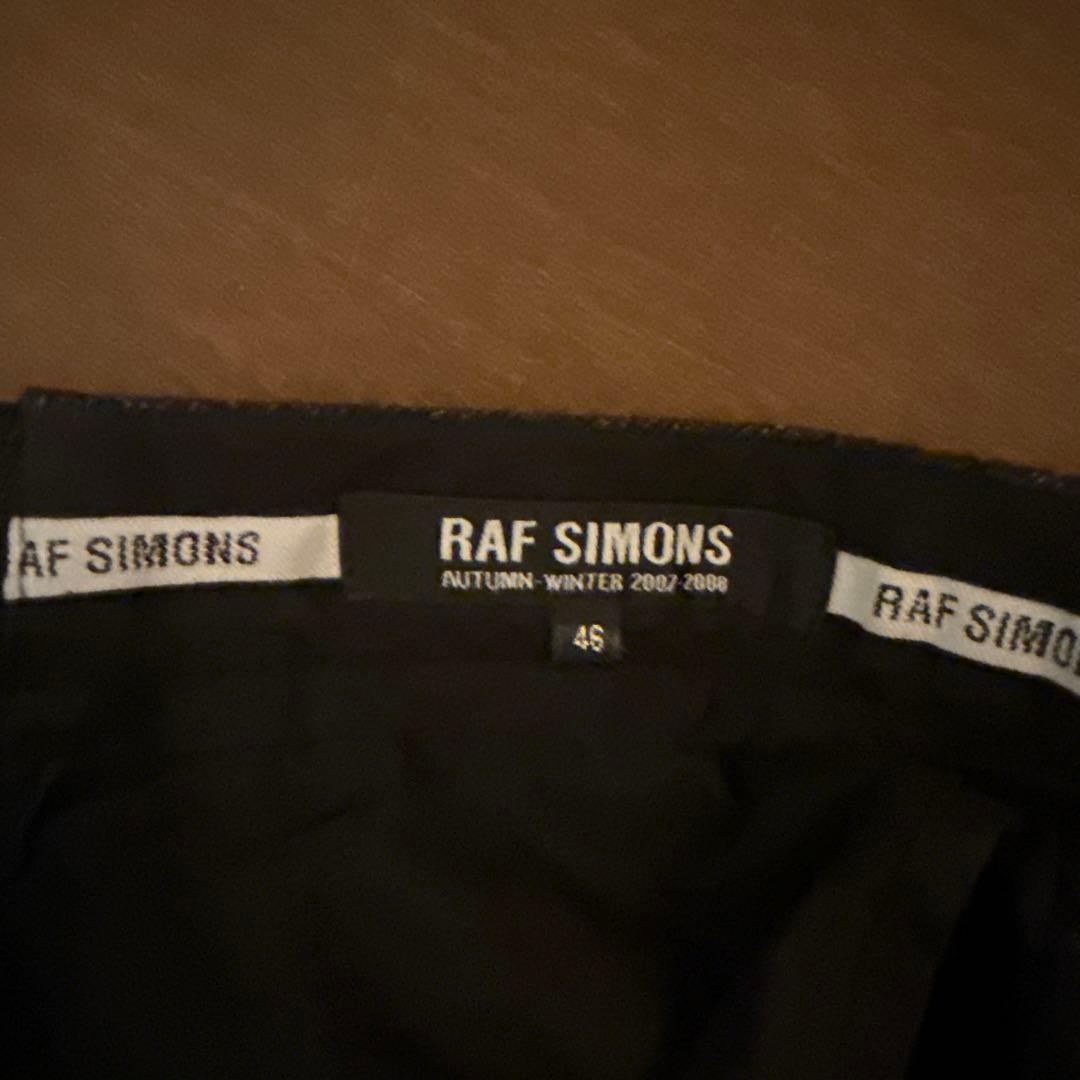 AF SIMONS
RAF SIMONS
AUTUMN-WINTER 2007-2008
46
RAF SIMO